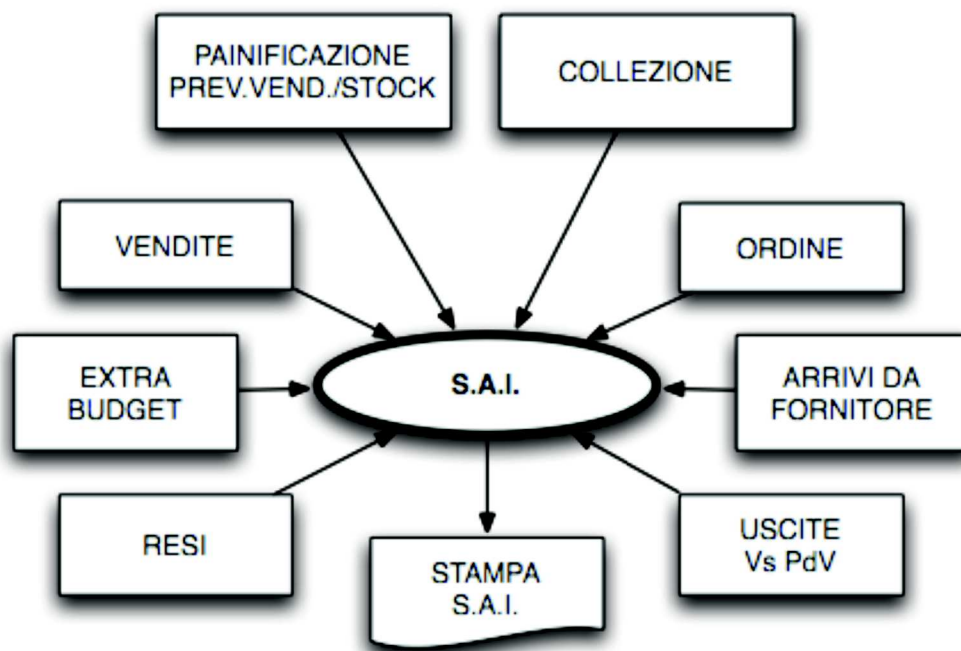 PAINIFICAZIONE
PREV.VEND./STOCK
COLLEZIONE
VENDITE
ORDINE
EXTRA
BUDGET
S.A.I.
ARRIVI DA
FORNITORE
RESI
STAMPA
S.A.I.
USCITE
Vs PdV